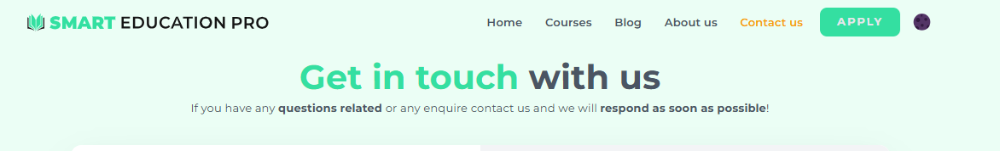 SMART EDUCATION PRO
Home Courses Blog About us Contact us APPLY
Get in touch with us
If you have any questions related or any enquire contact us and we will respond as soon as possible!